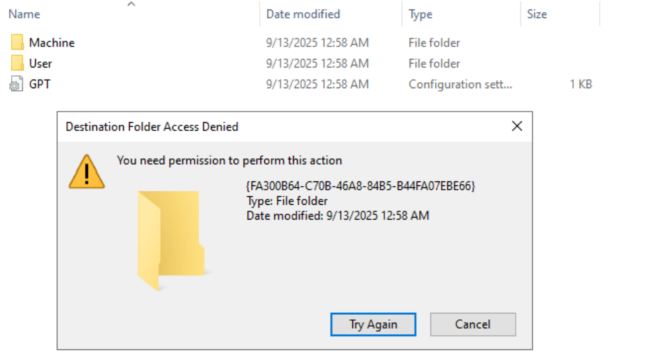 Name Date modified Type Size
Machine 9/13/2025 12:58 AM File folder
User 9/13/2025 12:58 AM File folder
GPT 9/13/2025 12:58 AM Configuration sett... 1 KB
Destination Folder Access Denied
You need permission to perform this action
{FA300B64-C70B-46A8-84B5-B44FA07EBE66}
Type: File folder
Date modified: 9/13/2025 12:58 AM
Try Again Cancel